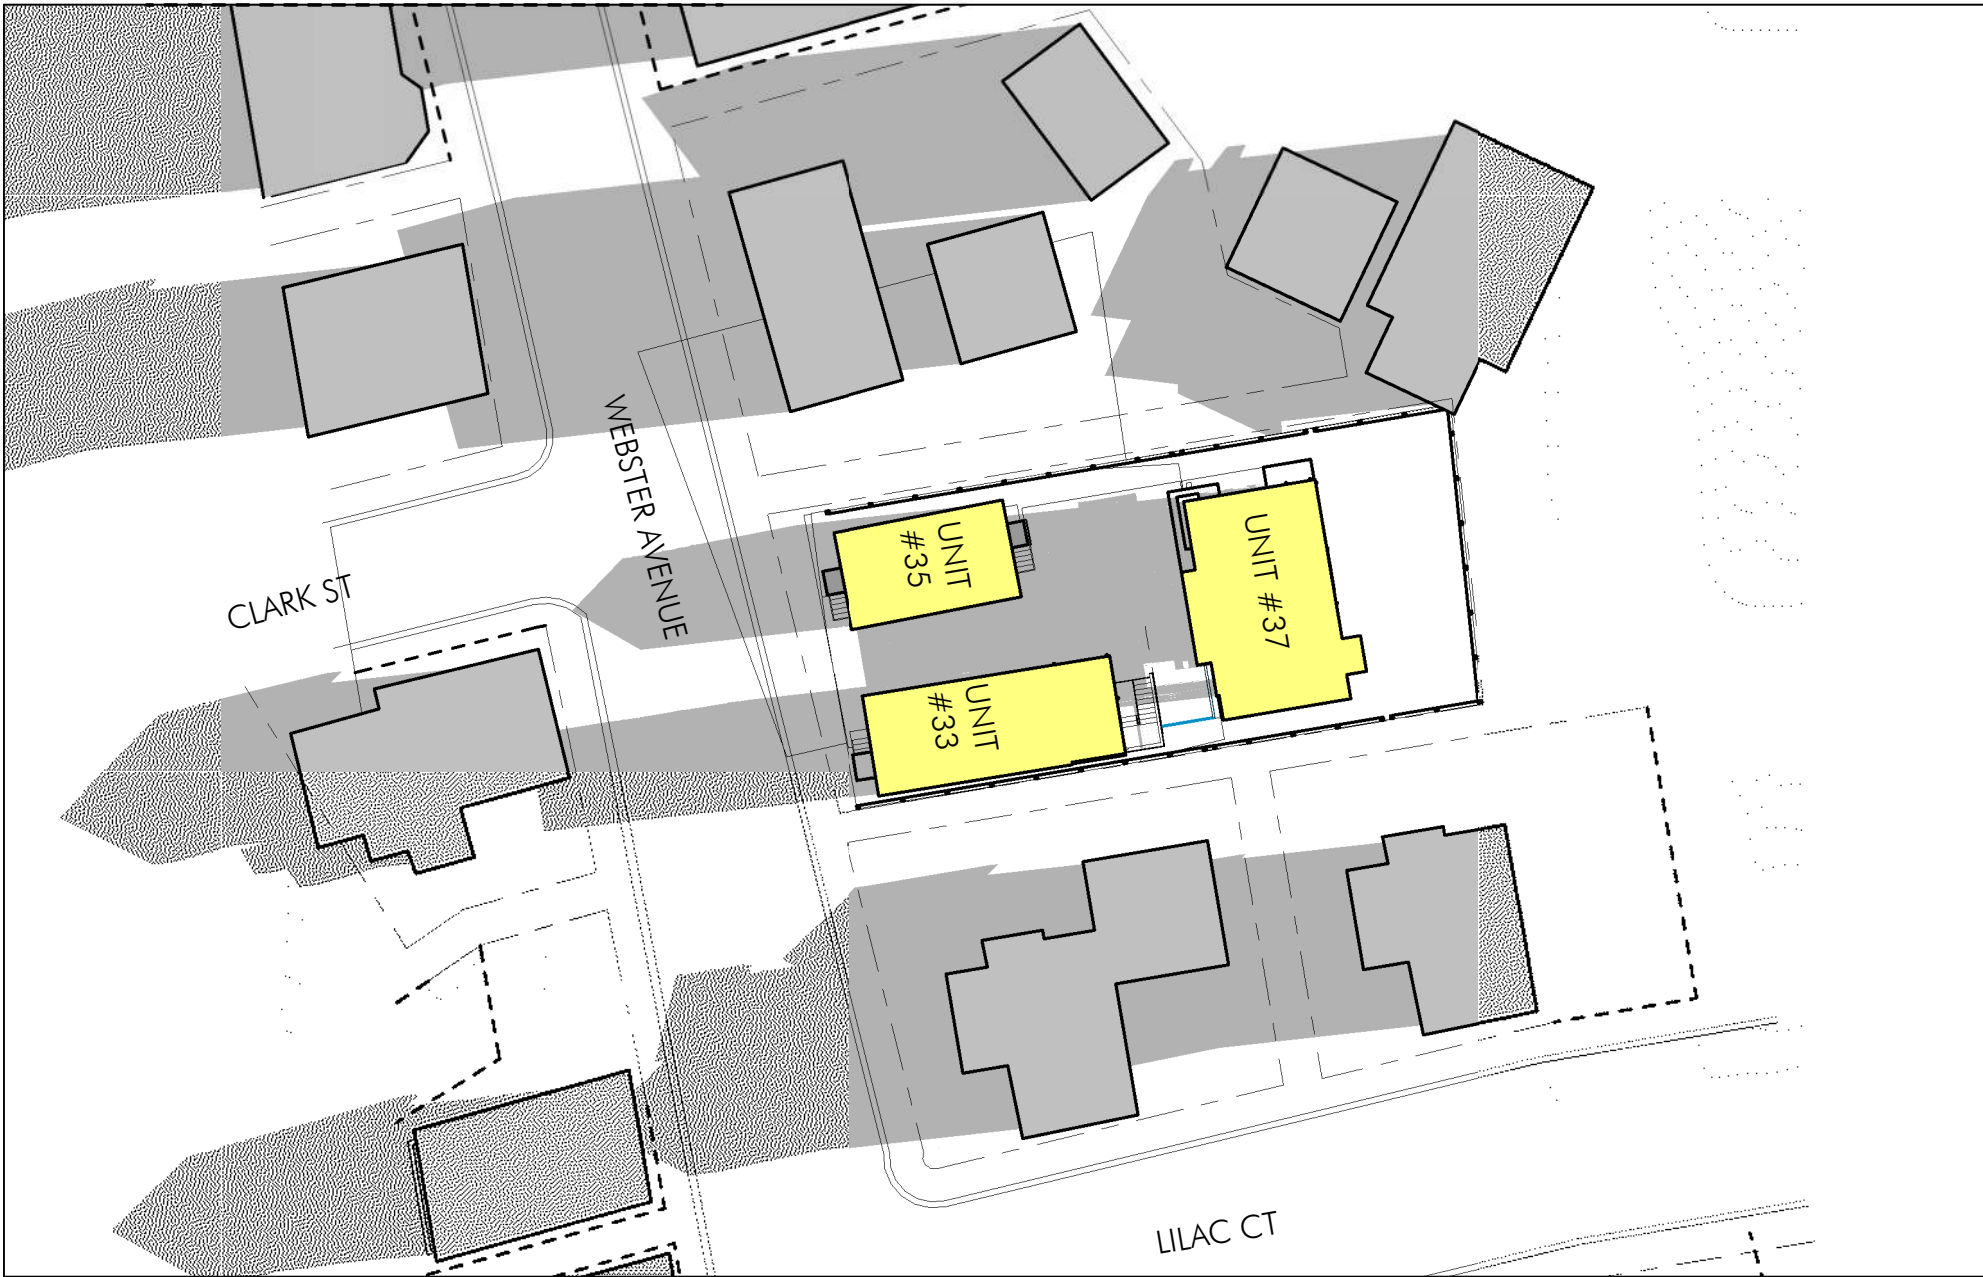 WEBSTER AVENUE
CLARK ST
UNIT
#35
UNIT #37
UNIT
#33
LILAC CT